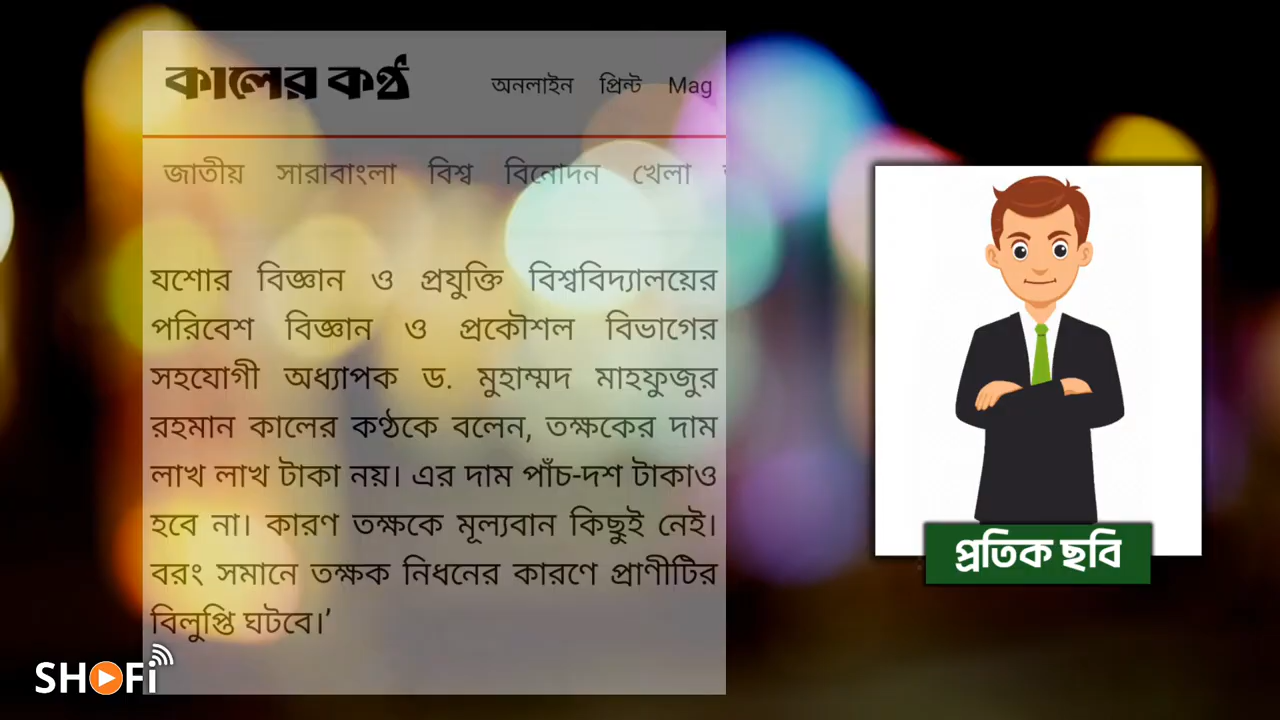 কালের কণ্ঠ
অনলাইন প্রিন্ট Mag
জাতীয় সারাবাংলা বিশ্ব বিনোদন খেলা
যশোর বিজ্ঞান ও প্রযুক্তি বিশ্ববিদ্যালয়ের
পরিবেশ বিজ্ঞান ও প্রকৌশল বিভাগের
সহযোগী অধ্যাপক ড. মুহাম্মদ মাহফুজুর
রহমান কালের কণ্ঠকে বলেন, তক্ষকের দাম
লাখ লাখ টাকা নয়। এর দাম পাঁচ-দশ টাকাও
হবে না। কারণ তক্ষকে মূল্যবান কিছুই নেই।
বরং সমানে তক্ষক নিধনের কারণে প্রাণীটির
বিলুপ্তি ঘটবে।’
প্রতিক ছবি
SHOFi